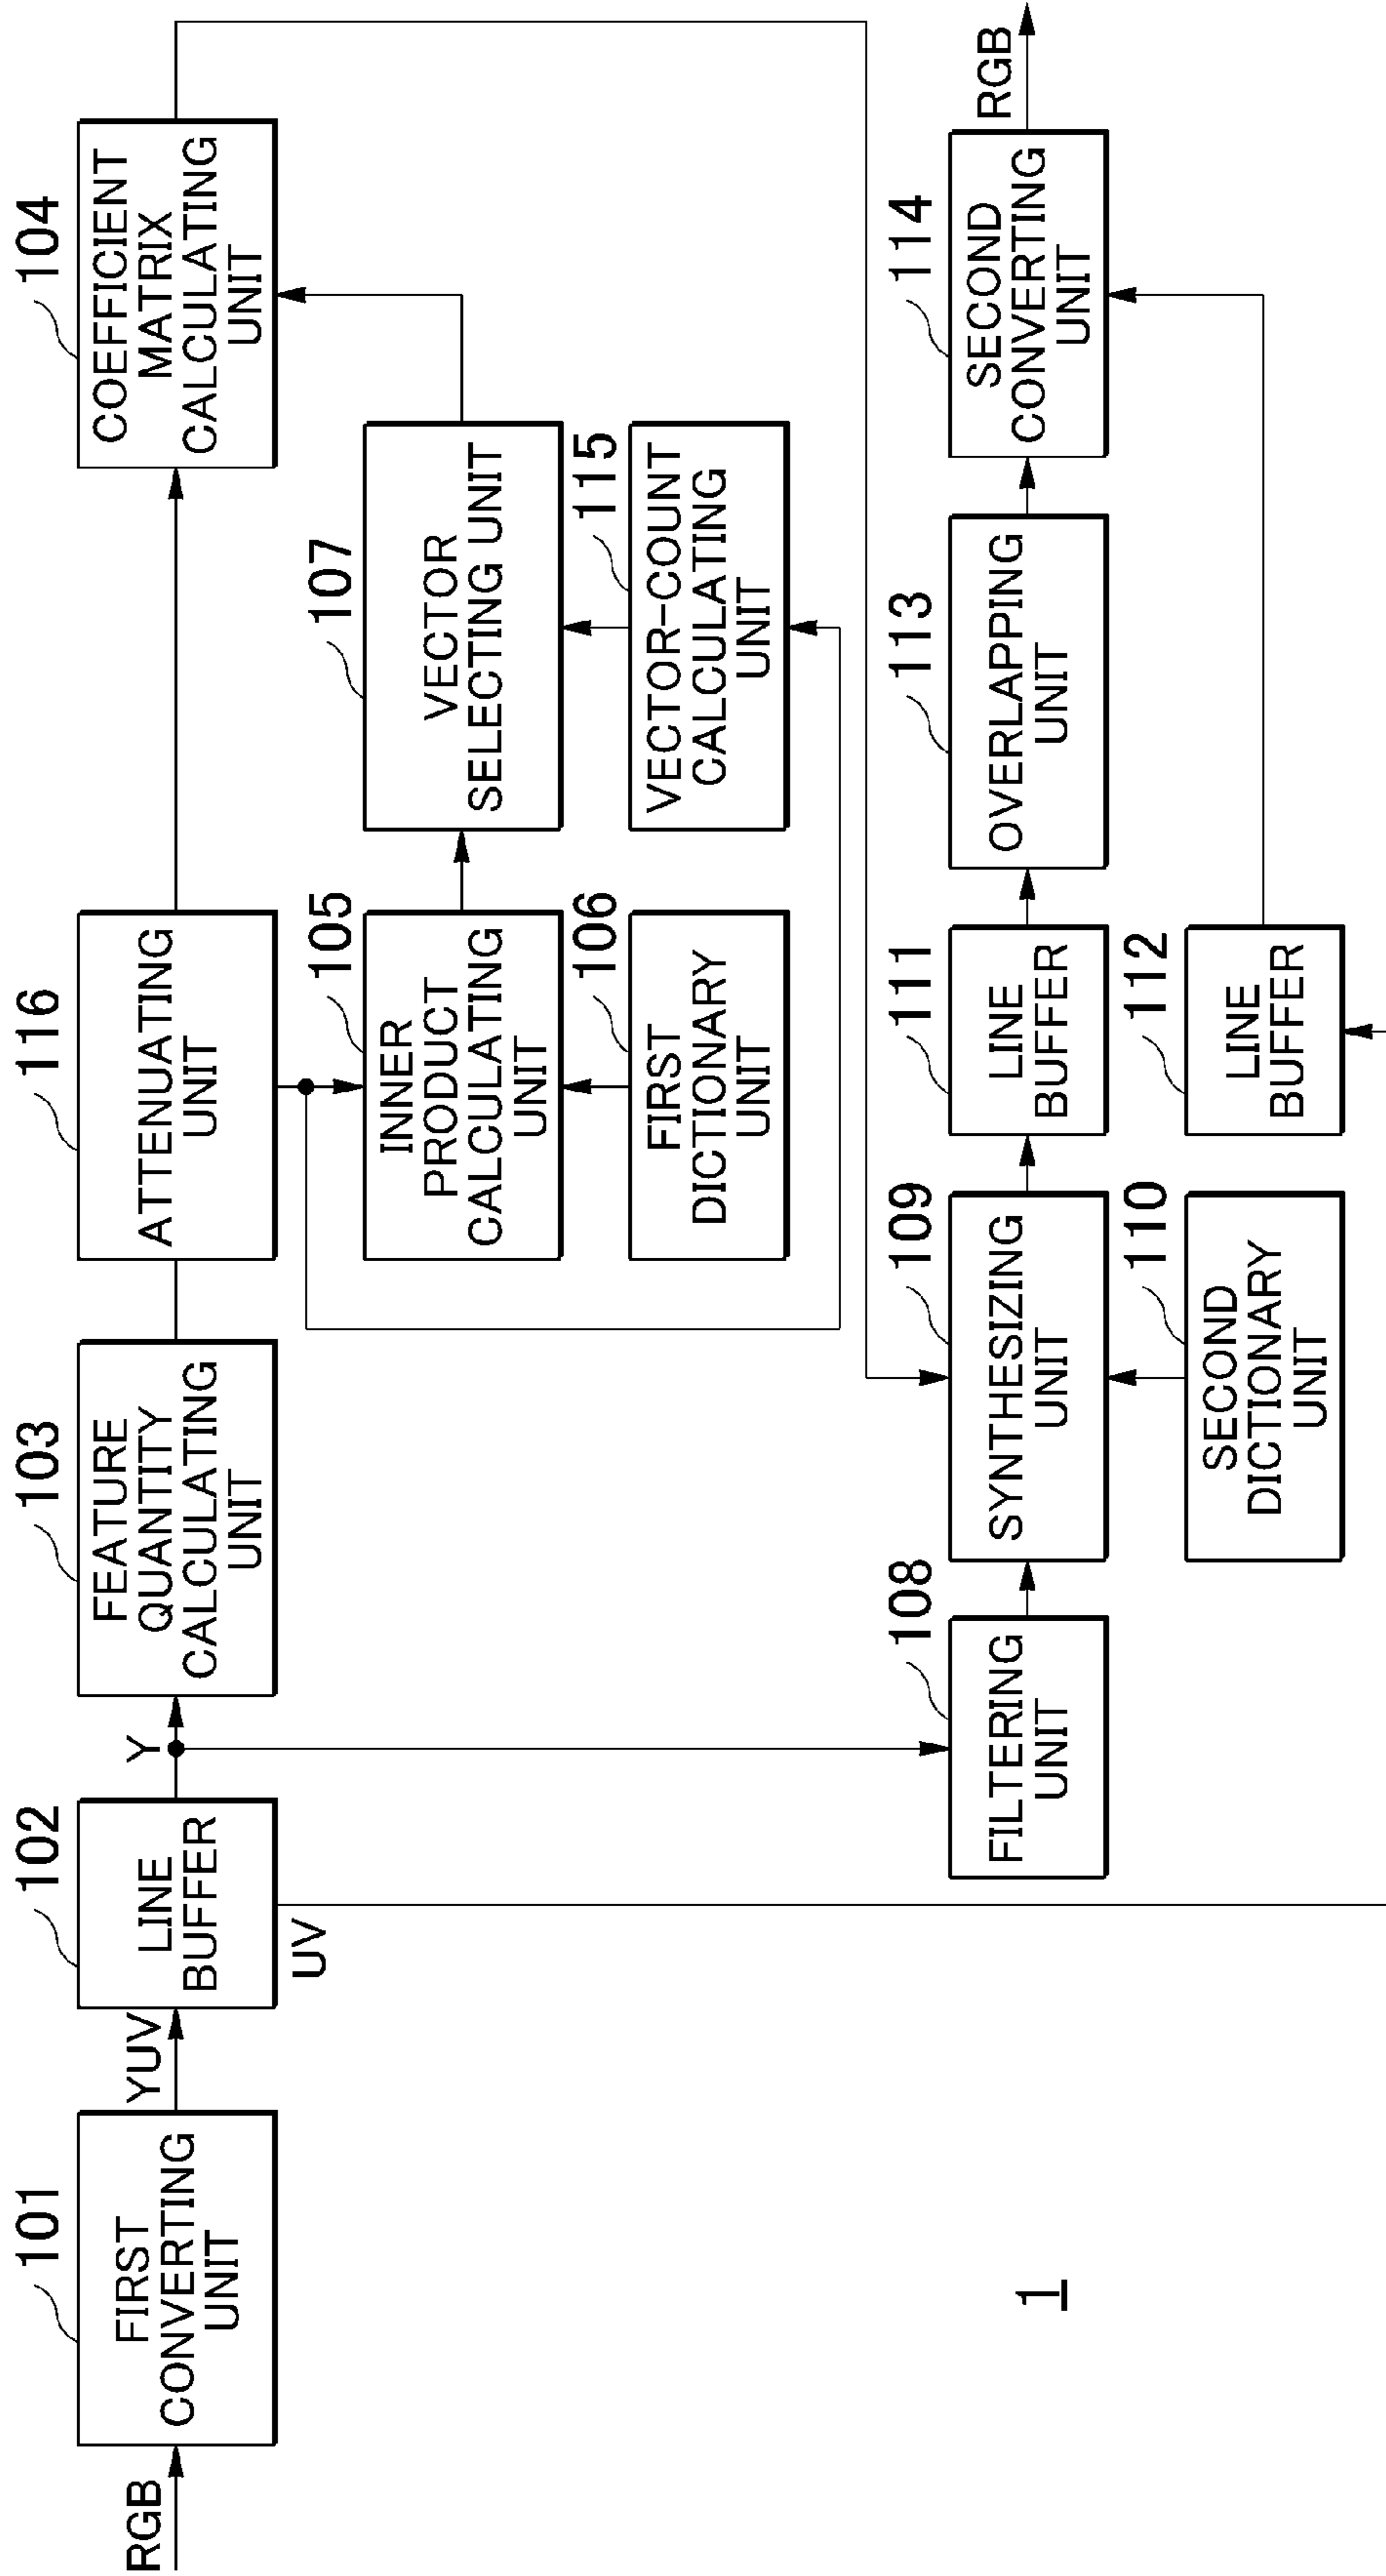 RGB
101
FIRST
CONVERTING
UNIT
YUV
102
LINE
BUFFER
UV
Y
103
FEATURE
QUANTITY
CALCULATING
UNIT
116
ATTENUATING
UNIT
104
COEFFICIENT
MATRIX
CALCULATING
UNIT
105
INNER
PRODUCT
CALCULATING
UNIT
107
VECTOR
SELECTING UNIT
106
FIRST
DICTIONARY
UNIT
115
VECTOR-COUNT
CALCULATING
UNIT
108
FILTERING
UNIT
109
SYNTHESIZING
UNIT
111
LINE
BUFFER
113
OVERLAPPING
UNIT
114
SECOND
CONVERTING
UNIT
RGB
110
SECOND
DICTIONARY
UNIT
112
LINE
BUFFER
1